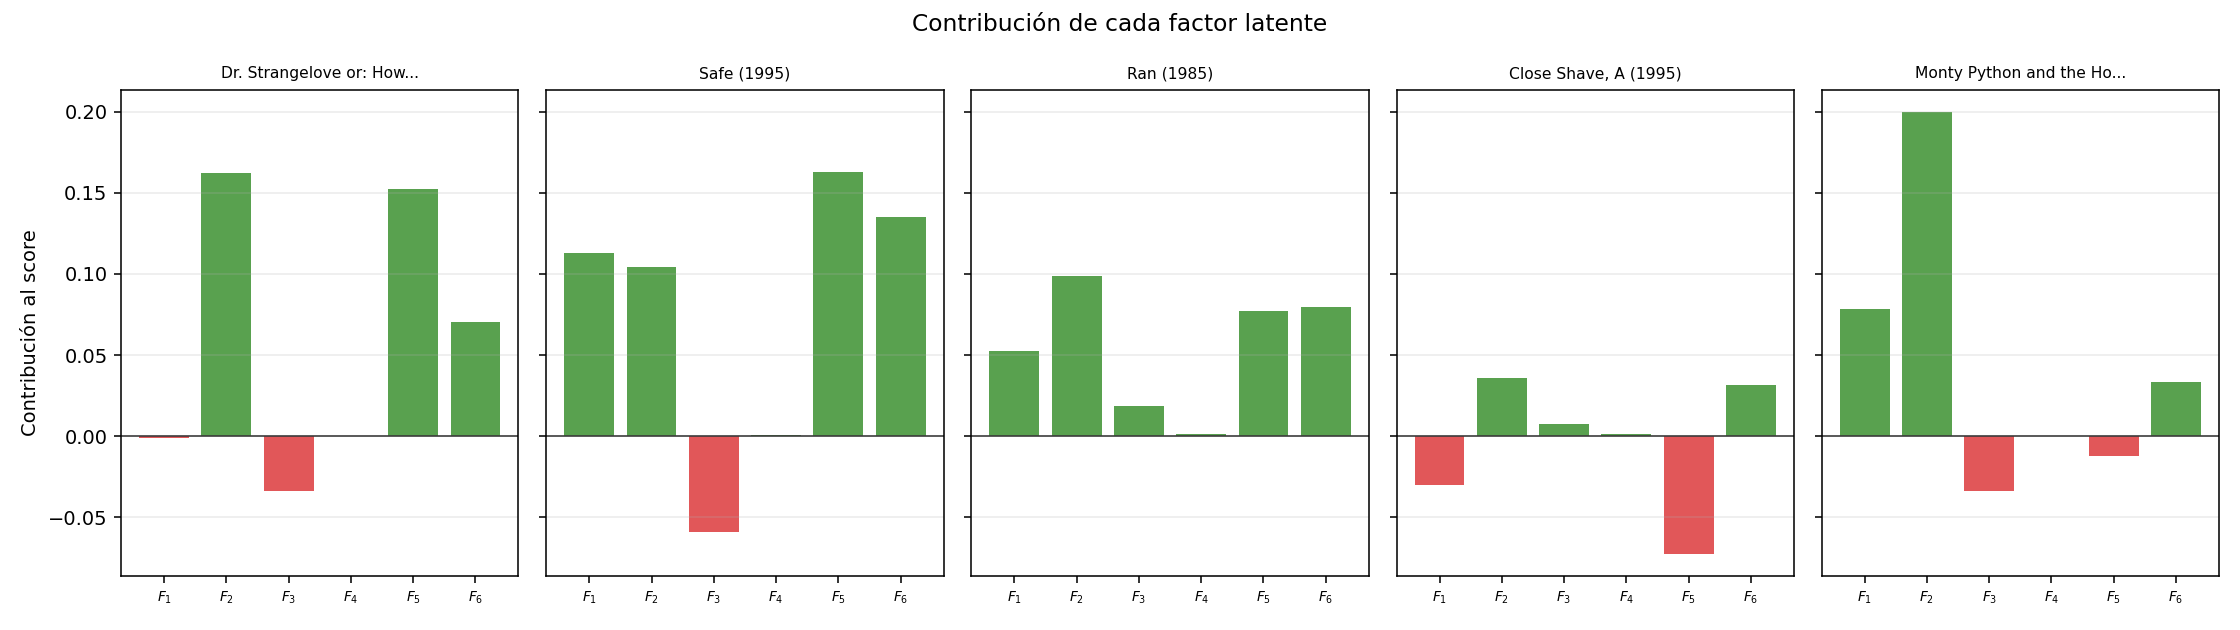 Contribución de cada factor latente
Dr. Strangelove or: How...
Safe (1995)
Ran (1985)
Close Shave, A (1995)
Monty Python and the Ho...
Contribución al score
0.20
0.15
0.10
0.05
0.00
−0.05
F1 F2 F3 F4 F5 F6
F1 F2 F3 F4 F5 F6
F1 F2 F3 F4 F5 F6
F1 F2 F3 F4 F5 F6
F1 F2 F3 F4 F5 F6